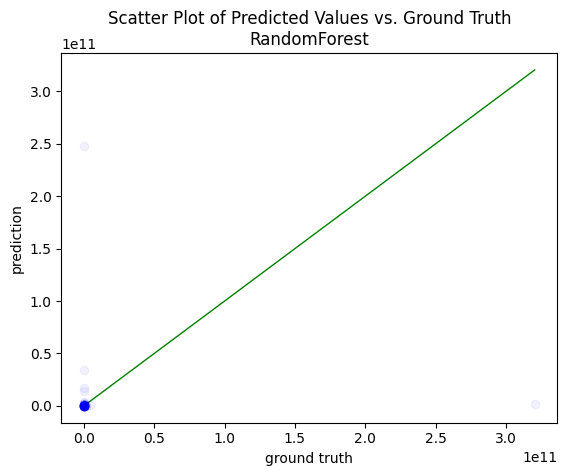 Scatter Plot of Predicted Values vs. Ground Truth
RandomForest
1e11
3.0
2.5
2.0
1.5
1.0
0.5
0.0
prediction
0.0 0.5 1.0 1.5 2.0 2.5 3.0
1e11
ground truth